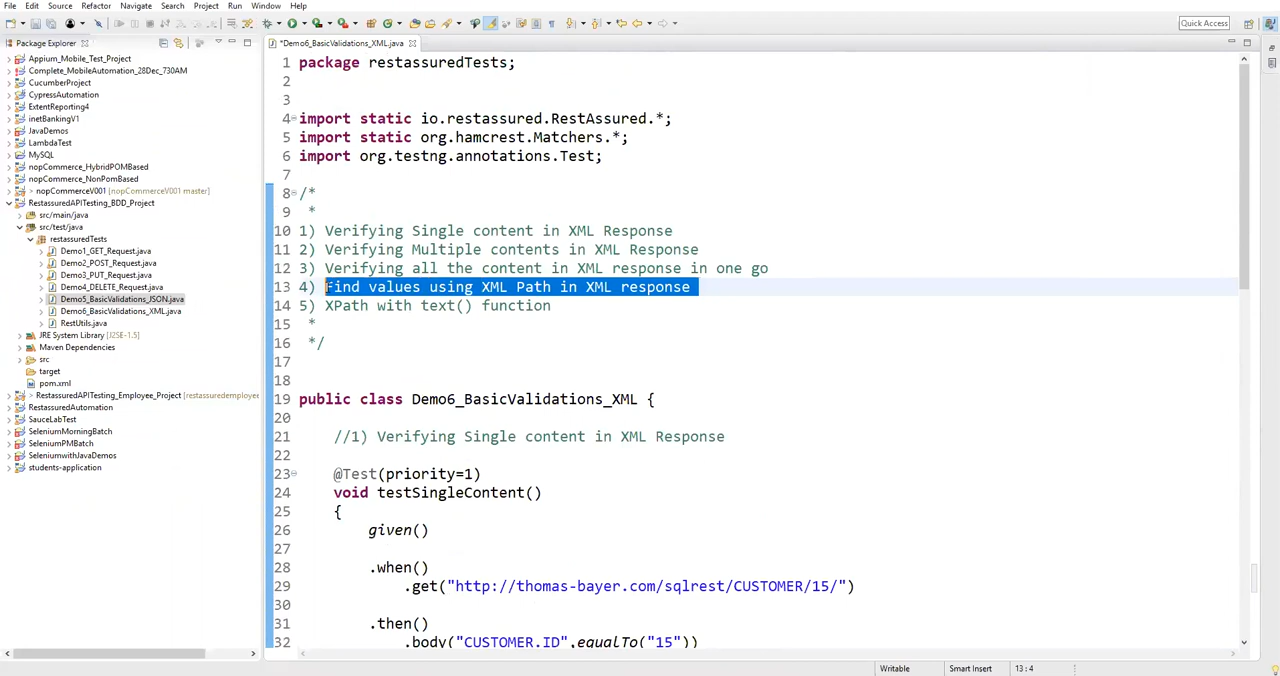 File Edit Source Refactor Navigate Search Project Run Window Help
Quick Access
Package Explorer
*Demo6_BasicValidations_XML.java
Appium_Mobile_Test_Project
Complete_MobileAutomation_28Dec_730AM
CucumberProject
CypressAutomation
ExtentReporting4
inetBankingV1
JavaDemos
LambdaTest
MySQL
nopCommerce_HybridPOMBased
nopCommerce_NonPomBased
> nopCommerceV001 [nopCommerceV001 master]
RestassuredAPITesting_BDD_Project
src/main/java
src/test/java
restassuredTests
Demo1_GET_Request.java
Demo2_POST_Request.java
Demo3_PUT_Request.java
Demo4_DELETE_Request.java
Demo5_BasicValidations_JSON.java
Demo6_BasicValidations_XML.java
RestUtils.java
JRE System Library [J2SE-1.5]
Maven Dependencies
src
target
pom.xml
> RestassuredAPITesting_Employee_Project [restassuredemployee
RestassuredAutomation
SauceLabTest
SeleniumMorningBatch
SeleniumPMBatch
SeleniumwithJavaDemos
students-application
1 package restassuredTests;
2
3
4 import static io.restassured.RestAssured.*;
5 import static org.hamcrest.Matchers.*;
6 import org.testng.annotations.Test;
7
8 /*
9 *
10 1) Verifying Single content in XML Response
11 2) Verifying Multiple contents in XML Response
12 3) Verifying all the content in XML response in one go
13 4) Find values using XML Path in XML response
14 5) XPath with text() function
15 *
16 */
17
18
19 public class Demo6_BasicValidations_XML {
20
21 //1) Verifying Single content in XML Response
22
23 @Test(priority=1)
24 void testSingleContent()
25 {
26 given()
27
28 .when()
29 .get("http://thomas-bayer.com/sqlrest/CUSTOMER/15/")
30
31 .then()
32 .body("CUSTOMER.ID",equalTo("15"))
Writable Smart Insert 13 : 4